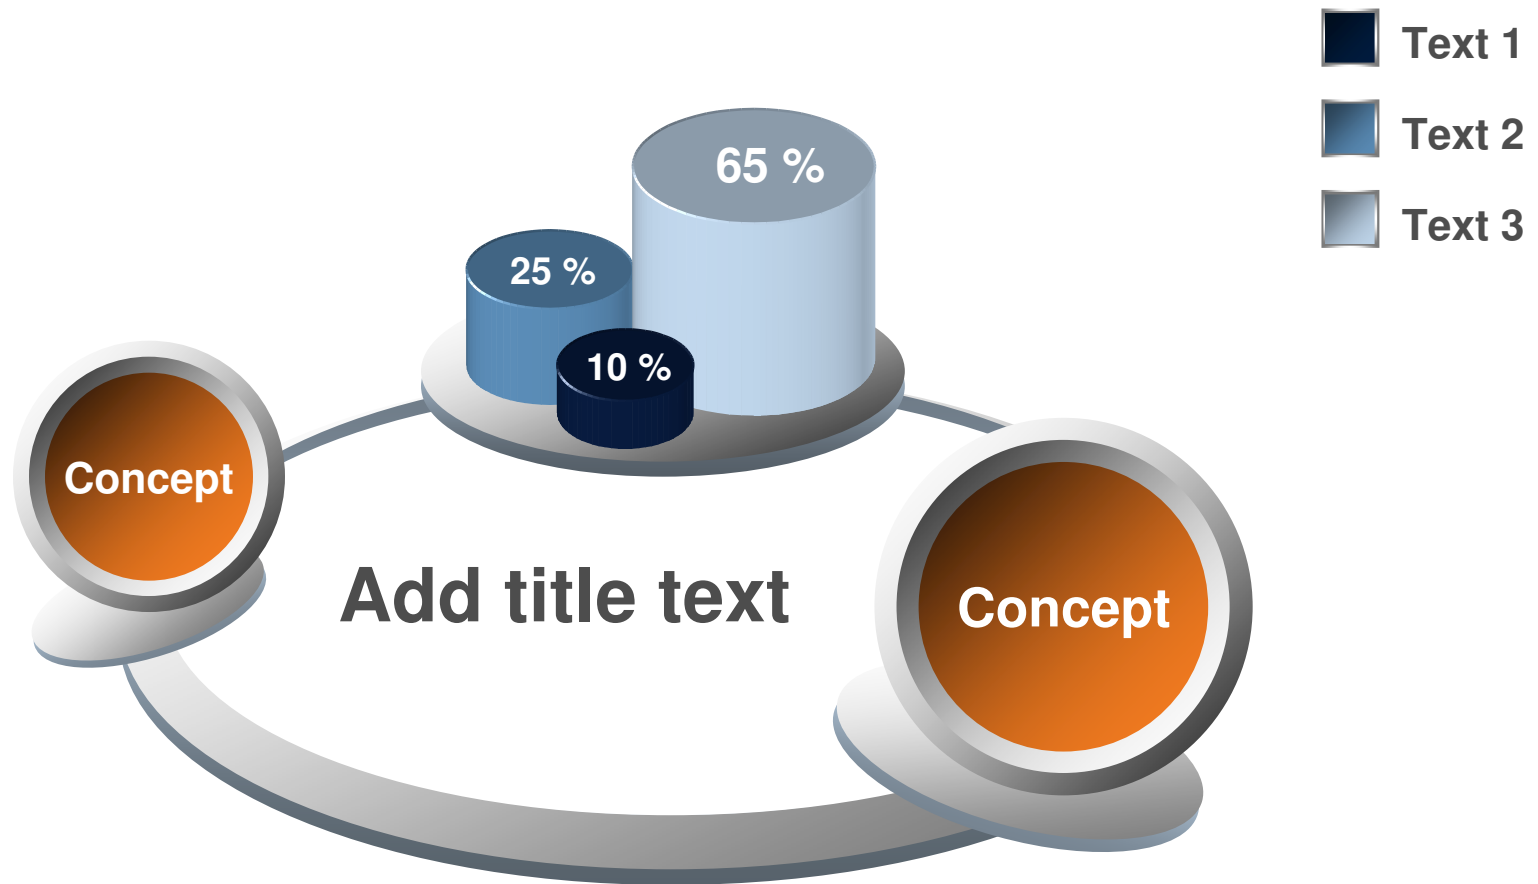 Text 1
Text 2
Text 3
65 %
25 %
10 %
Concept
Add title text
Concept